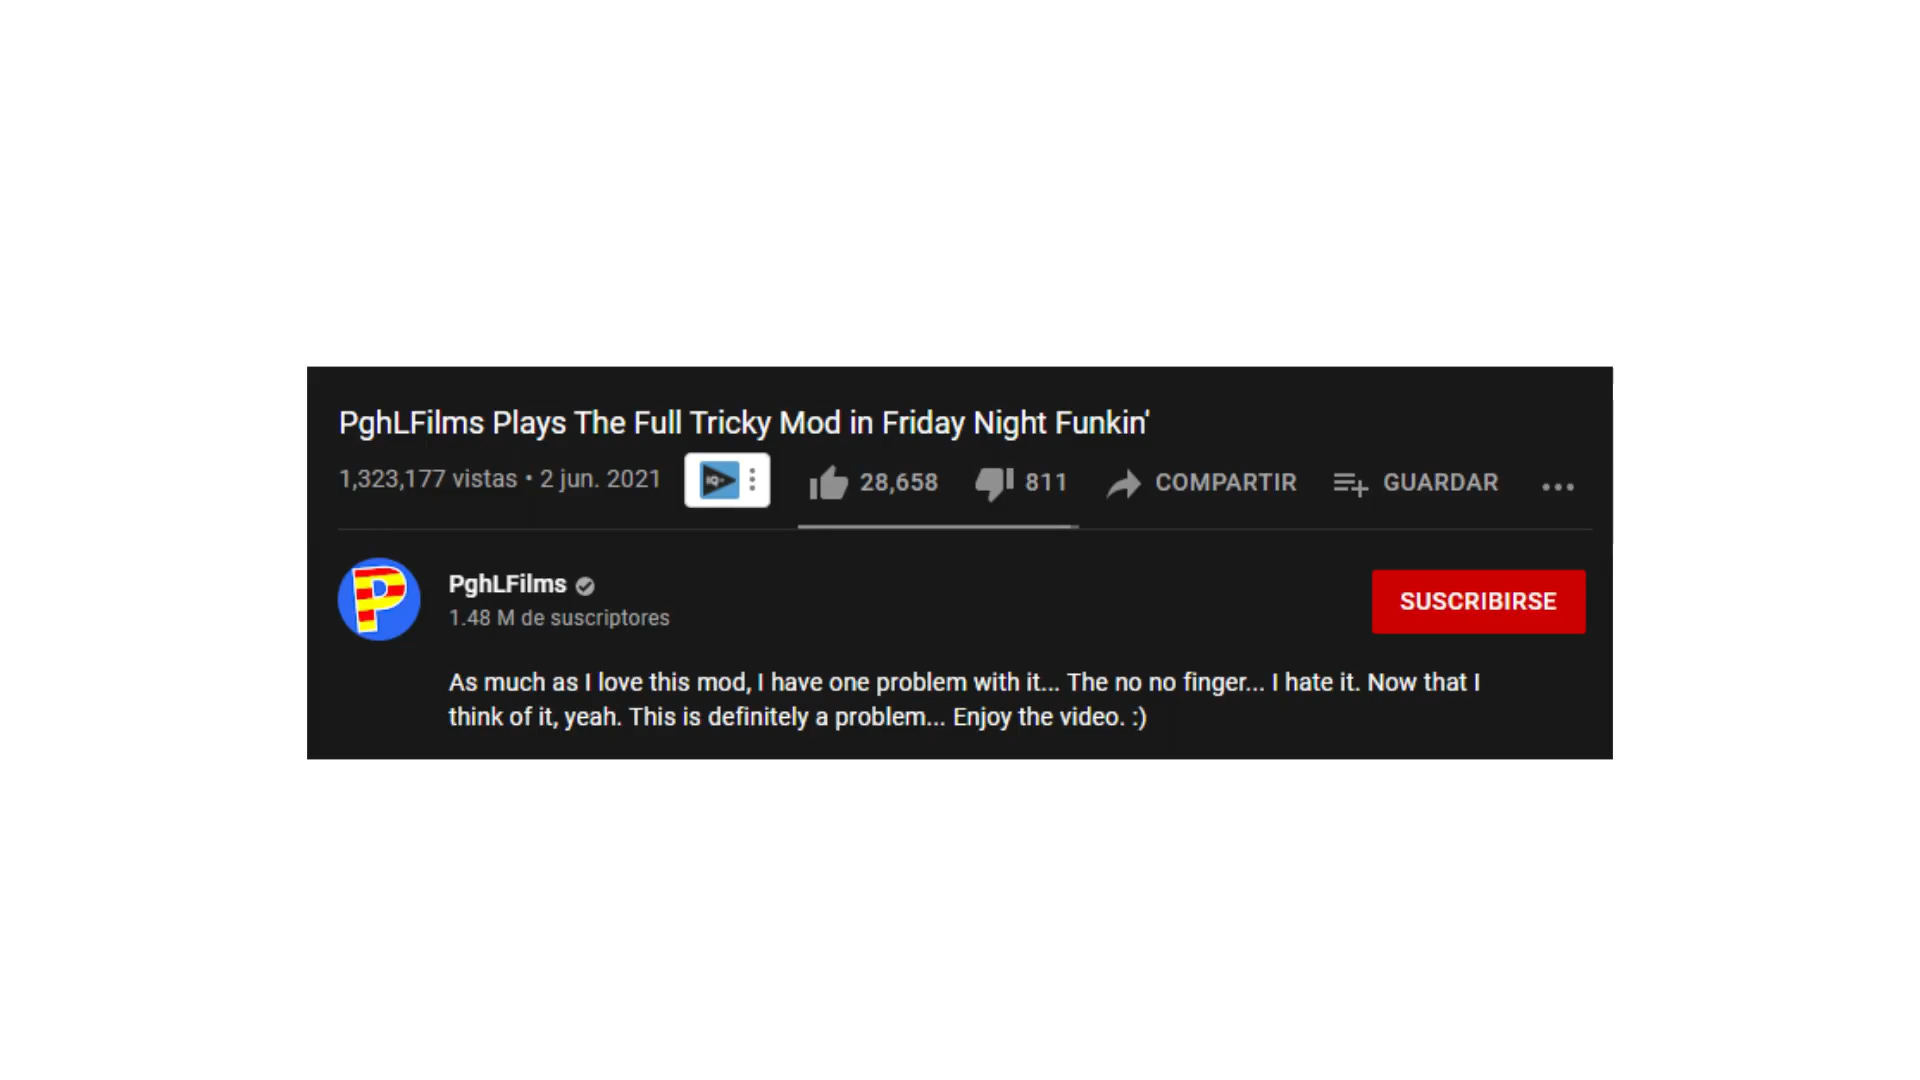 PghLFilms Plays The Full Tricky Mod in Friday Night Funkin'
1,323,177 vistas • 2 jun. 2021 IQ 28,658 811 COMPARTIR GUARDAR
P
PghLFilms
1.48 M de suscriptores
SUSCRIBIRSE
As much as I love this mod, I have one problem with it... The no no finger... I hate it. Now that I
think of it, yeah. This is definitely a problem... Enjoy the video. :)